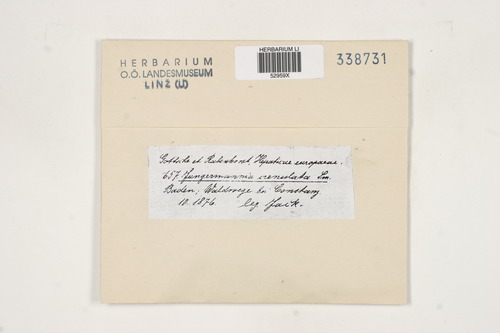 HERBARIUM
O.Ö. LANDESMUSEUM
LINZ (LI)
HERBARIUM LI
52959X
338731
Gottsche et Rabenhorst, Hepaticae europaeae.
657. Jungermannia crenulata Sm.
Baden; Waldwege bei Constanz
10. 1876. leg. Jack.